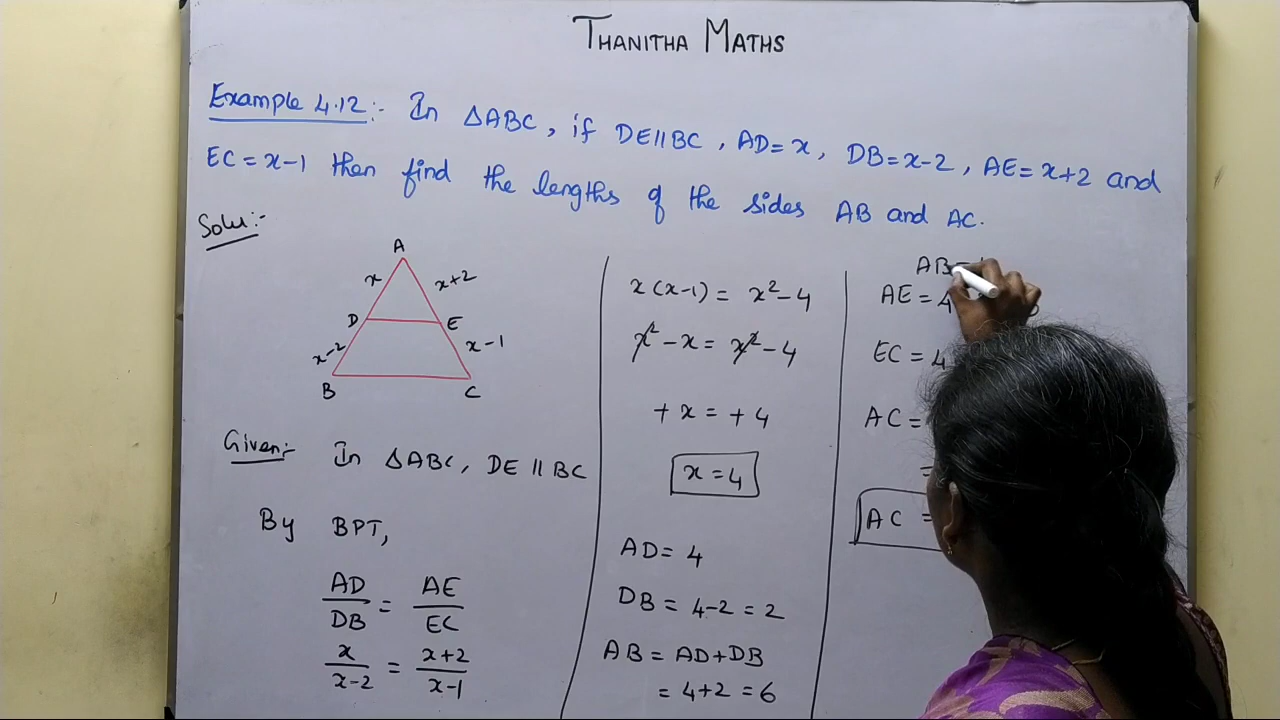 THANITHA MATHS
Example 4.12:- In ΔABC, if DE||BC, AD=x, DB=x-2, AE=x+2 and
EC=x-1 then find the lengths of the sides AB and AC.
Solu:-
A
x
x+2
D
E
x-2
x-1
B
C
Given:- In ΔABC, DE || BC
By BPT,
AD/DB = AE/EC
x/x-2 = x+2/x-1
x(x-1) = x²-4
x²-x = x²-4
+x = +4
x=4
AD= 4
DB = 4-2 = 2
AB = AD+DB
= 4+2 = 6
AB=
AE = 4
EC = 4
AC =
=
AC =